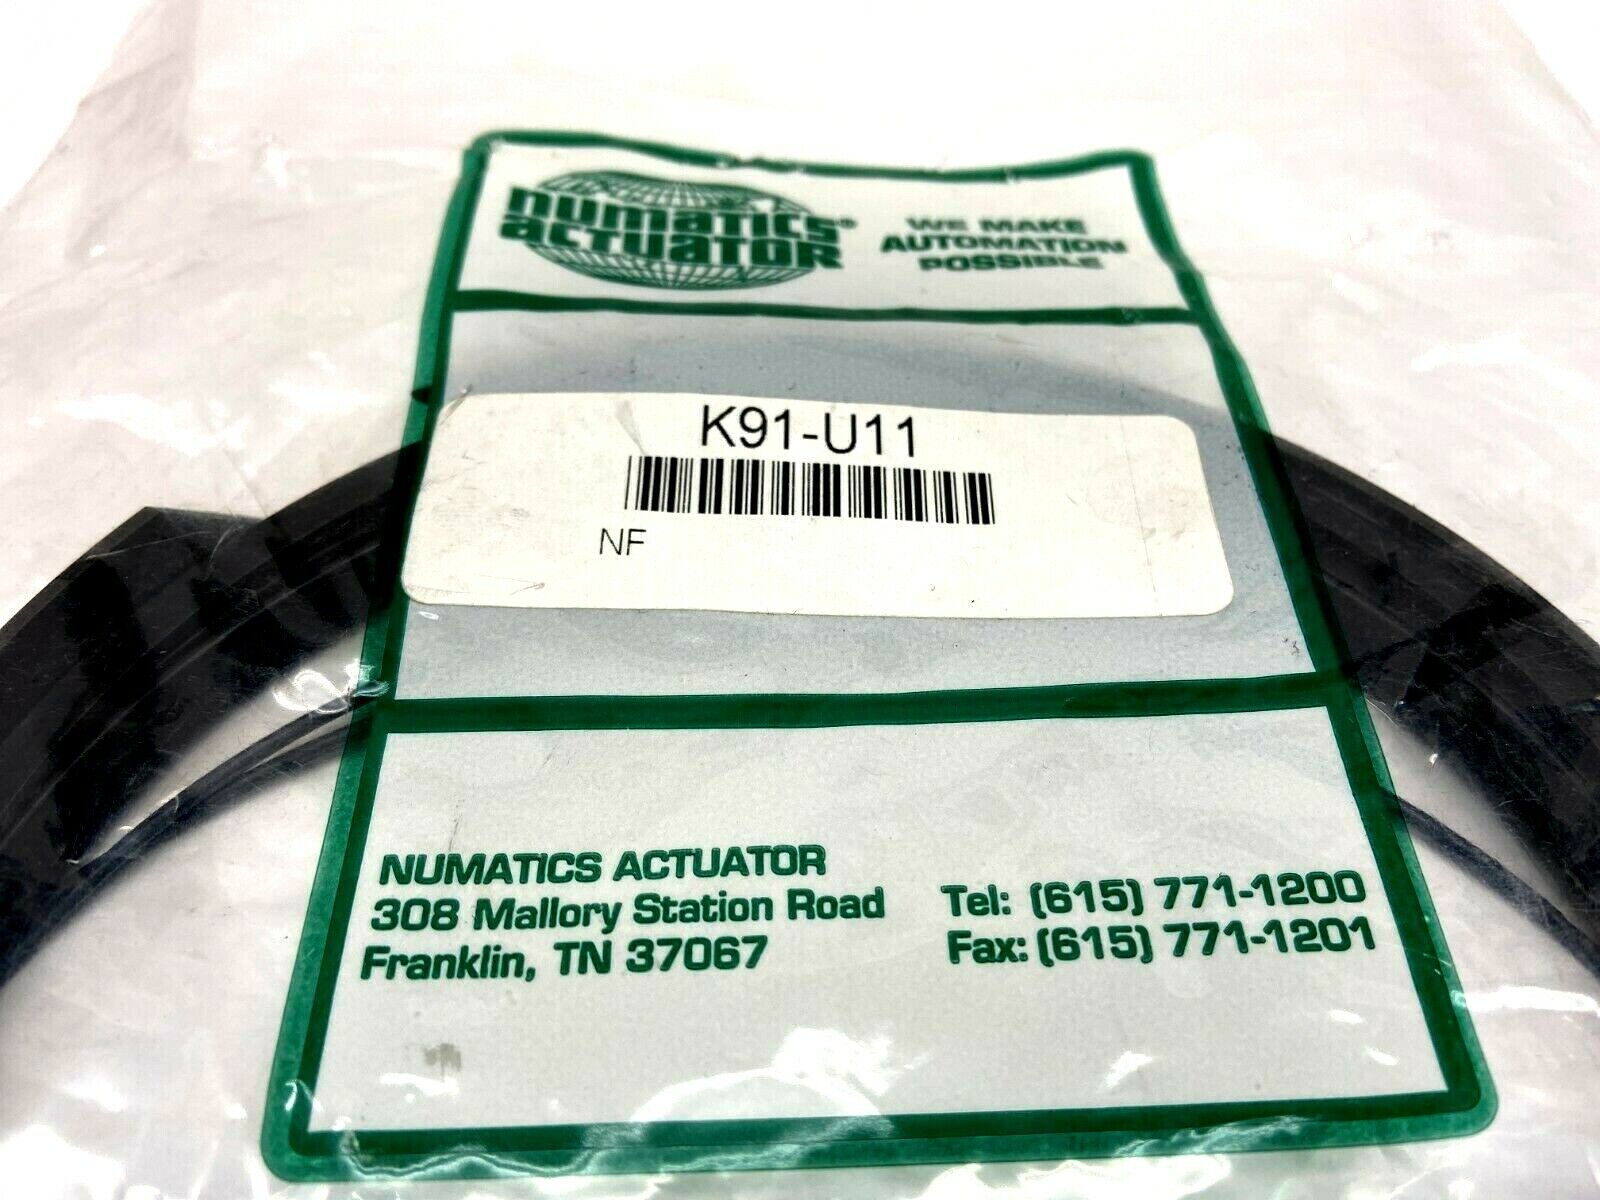 numatics®
actuator
WE MAKE
AUTOMATION
POSSIBLE
K91-U11
NF
NUMATICS ACTUATOR
308 Mallory Station Road
Franklin, TN 37067
Tel: (615) 771-1200
Fax: (615) 771-1201